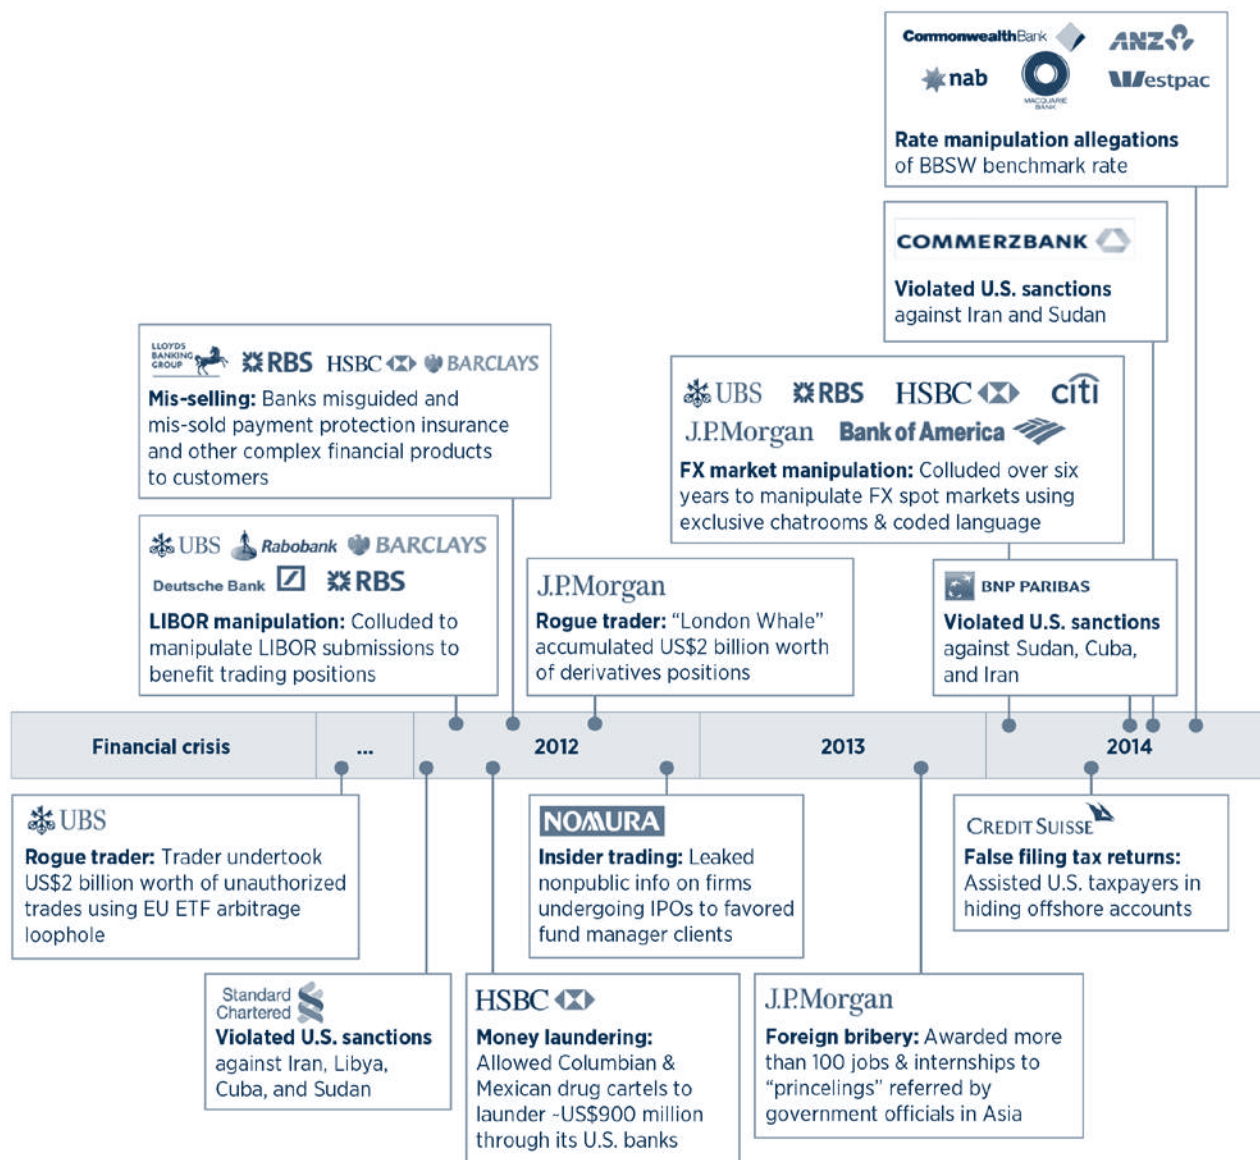 CommonwealthBank ANZ
nab MACQUARIE BANK Westpac
Rate manipulation allegations
of BBSW benchmark rate
COMMERZBANK
Violated U.S. sanctions
against Iran and Sudan
LLOYDS BANKING GROUP RBS HSBC BARCLAYS
Mis-selling: Banks misguided and
mis-sold payment protection insurance
and other complex financial products
to customers
UBS RBS HSBC citi
J.P.Morgan Bank of America
FX market manipulation: Colluded over six
years to manipulate FX spot markets using
exclusive chatrooms & coded language
UBS Rabobank BARCLAYS
Deutsche Bank RBS
LIBOR manipulation: Colluded to
manipulate LIBOR submissions to
benefit trading positions
J.P.Morgan
Rogue trader: “London Whale”
accumulated US$2 billion worth
of derivatives positions
BNP PARIBAS
Violated U.S. sanctions
against Sudan, Cuba,
and Iran
Financial crisis ... 2012 2013 2014
UBS
Rogue trader: Trader undertook
US$2 billion worth of unauthorized
trades using EU ETF arbitrage
loophole
NOMURA
Insider trading: Leaked
nonpublic info on firms
undergoing IPOs to favored
fund manager clients
CREDIT SUISSE
False filing tax returns:
Assisted U.S. taxpayers in
hiding offshore accounts
Standard
Chartered
Violated U.S. sanctions
against Iran, Libya,
Cuba, and Sudan
HSBC
Money laundering:
Allowed Columbian &
Mexican drug cartels to
launder ~US$900 million
through its U.S. banks
J.P.Morgan
Foreign bribery: Awarded more
than 100 jobs & internships to
“princelings” referred by
government officials in Asia